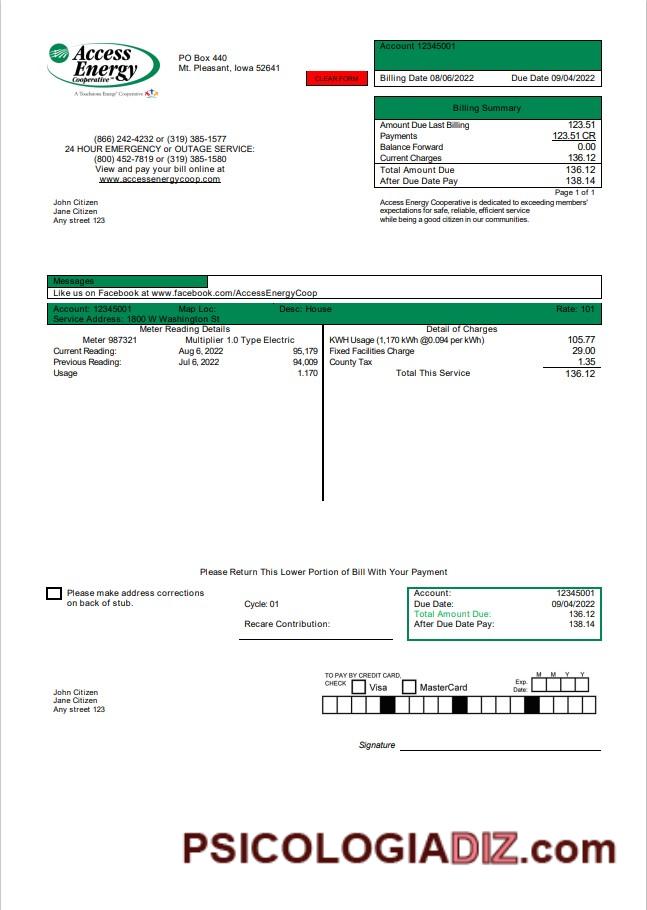 Access
Energy
Cooperative™
A Touchstone Energy® Cooperative
PO Box 440
Mt. Pleasant, Iowa 52641
CLEAR FORM
Account 12345001
Billing Date 08/06/2022 Due Date 09/04/2022
Billing Summary
Amount Due Last Billing 123.51
Payments 123.51 CR
Balance Forward 0.00
Current Charges 136.12
Total Amount Due 136.12
After Due Date Pay 138.14
Page 1 of 1
(866) 242-4232 or (319) 385-1577
24 HOUR EMERGENCY or OUTAGE SERVICE:
(800) 452-7819 or (319) 385-1580
View and pay your bill online at
www.accessenergycoop.com
John Citizen
Jane Citizen
Any street 123
Access Energy Cooperative is dedicated to exceeding members'
expectations for safe, reliable, efficient service
while being a good citizen in our communities.
Messages
Like us on Facebook at www.facebook.com/AccessEnergyCoop
Account: 12345001 Map Loc: Desc: House Rate: 101
Service Address: 1800 W Washington St
Meter Reading Details
Meter 987321 Multiplier 1.0 Type Electric
Current Reading: Aug 6, 2022 95,179
Previous Reading: Jul 6, 2022 94,009
Usage 1.170
Detail of Charges
KWH Usage (1,170 kWh @0.094 per kWh) 105.77
Fixed Facilities Charge 29.00
County Tax 1.35
Total This Service 136.12
Please Return This Lower Portion of Bill With Your Payment
Please make address corrections
on back of stub.
Cycle: 01
Recare Contribution:
Account: 12345001
Due Date: 09/04/2022
Total Amount Due: 136.12
After Due Date Pay: 138.14
John Citizen
Jane Citizen
Any street 123
TO PAY BY CREDIT CARD,
CHECK Visa MasterCard
Exp. Date: M M Y Y
Signature
PSICOLOGIADIZ.com